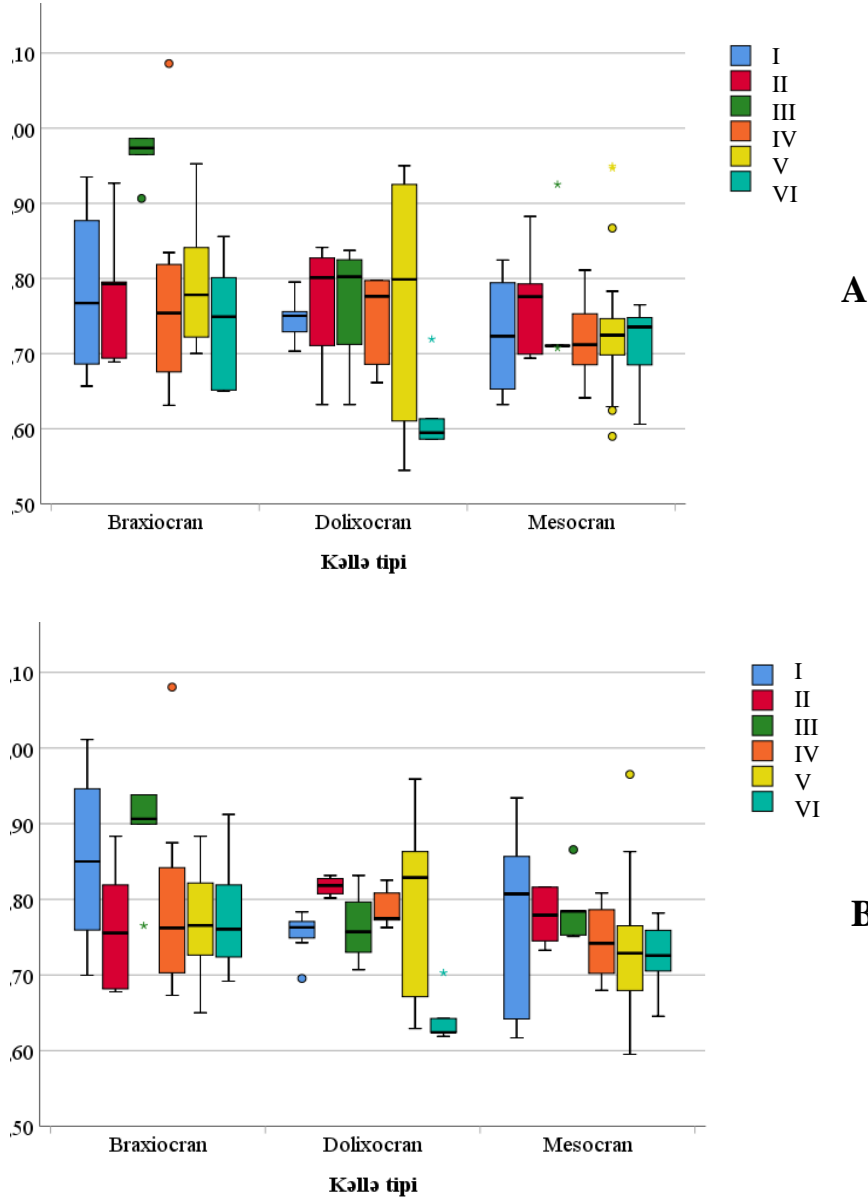 ,10
,00
,90
,80
,70
,60
,50
Braxiocran Dolixocran Mesocran
Kəllə tipi
I
II
III
IV
V
VI
A
,10
,00
,90
,80
,70
,60
,50
Braxiocran Dolixocran Mesocran
Kəllə tipi
I
II
III
IV
V
VI
B